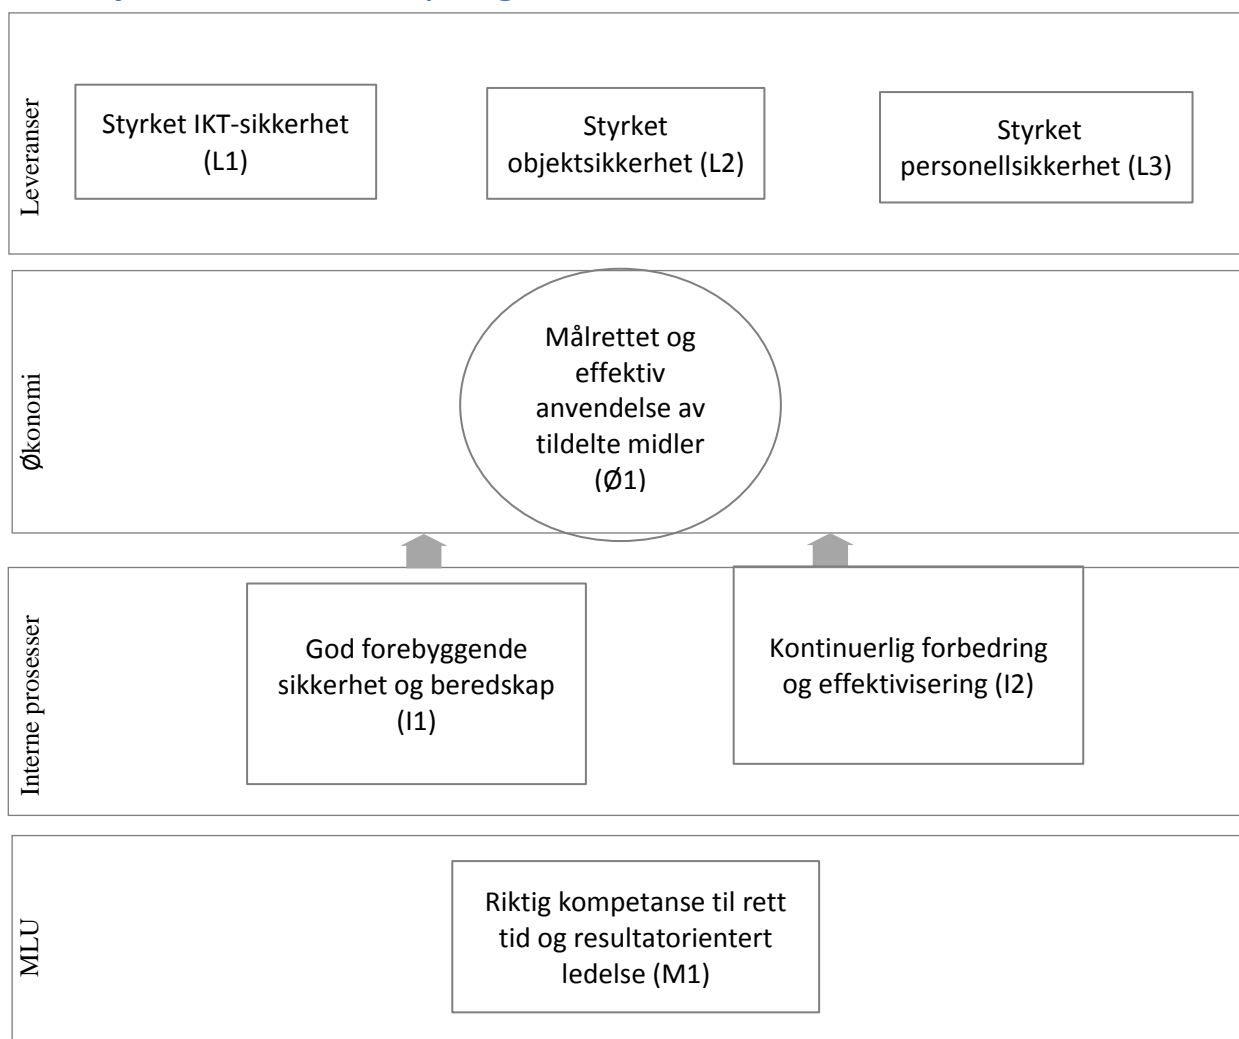 Leveranser
Styrket IKT-sikkerhet
(L1)
Styrket
objektsikkerhet (L2)
Styrket
personellsikkerhet (L3)
Økonomi
Målrettet og
effektiv
anvendelse av
tildelte midler
(Ø1)
Interne prosesser
God forebyggende
sikkerhet og beredskap
(I1)
Kontinuerlig forbedring
og effektivisering (I2)
MLU
Riktig kompetanse til rett
tid og resultatorientert
ledelse (M1)